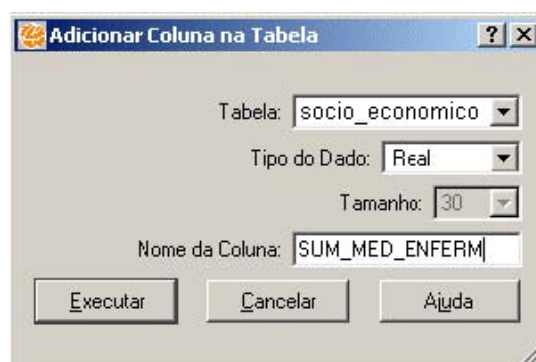 Adicionar Coluna na Tabela
Tabela: socio_economico
Tipo do Dado: Real
Tamanho: 30
Nome da Coluna: SUM_MED_ENFERM
Executar Cancelar Ajuda